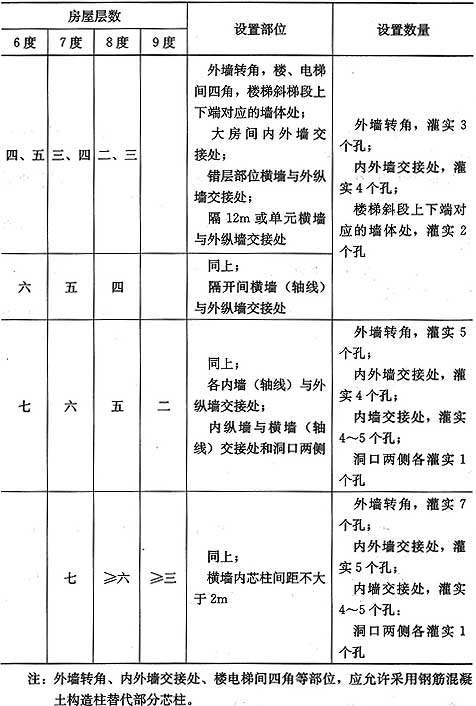 房屋层数 设置部位 设置数量
6度 7度 8度 9度
四、五 三、四 二、三
外墙转角，楼、电梯
间四角，楼梯斜梯段上
下端对应的墙体处；
大房间内外墙交
接处；
错层部位横墙与外纵
墙交接处；
隔12m或单元横墙
与外纵墙交接处
外墙转角，灌实3
个孔；
内外墙交接处，灌
实4个孔；
楼梯斜段上下端对
应的墙体处，灌实2
个孔
六 五 四
同上；
隔开间横墙（轴线）
与外纵墙交接处
七 六 五 二
同上；
各内墙（轴线）与外
纵墙交接处；
内纵墙与横墙（轴
线）交接处和洞口两侧
外墙转角，灌实5
个孔；
内外墙交接处，灌
实4个孔；
内墙交接处，灌实
4～5个孔；
洞口两侧各灌实1
个孔
七 ≥六 ≥三
同上；
横墙内芯柱间距不大
于2m
外墙转角，灌实7
个孔；
内外墙交接处，灌
实5个孔；
内墙交接处，灌实
4～5个孔：
洞口两侧各灌实1
个孔
注：外墙转角、内外墙交接处、楼电梯间四角等部位，应允许采用钢筋混凝
土构造柱替代部分芯柱。